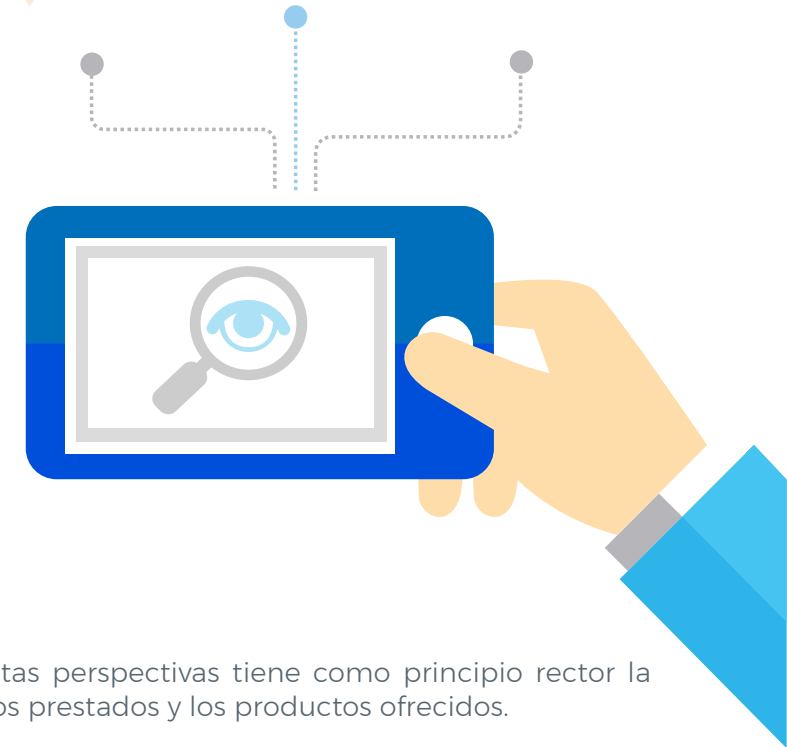 tas perspectivas tiene como principio rector la
os prestados y los productos ofrecidos.